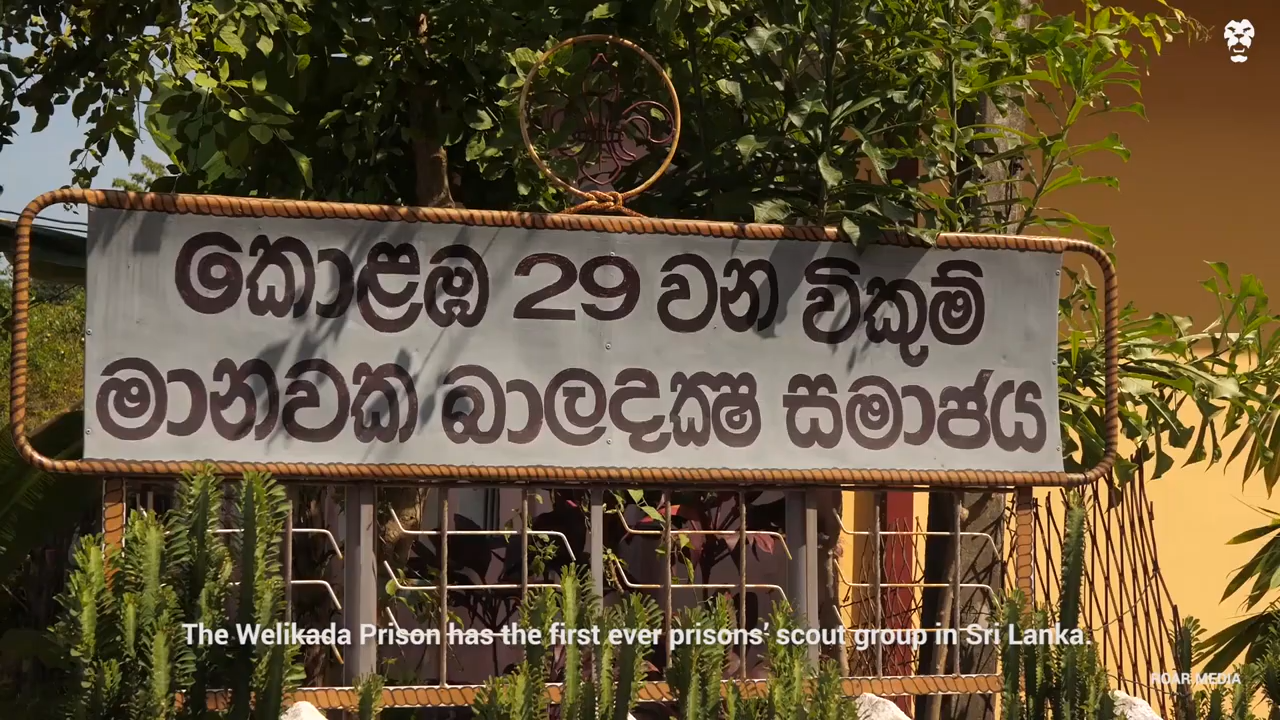 කොළඹ 29 වන විකුම්
මානවක බාලදක්ෂ සමාජය
The Welikada Prison has the first ever prisons' scout group in Sri Lanka.
ROAR MEDIA